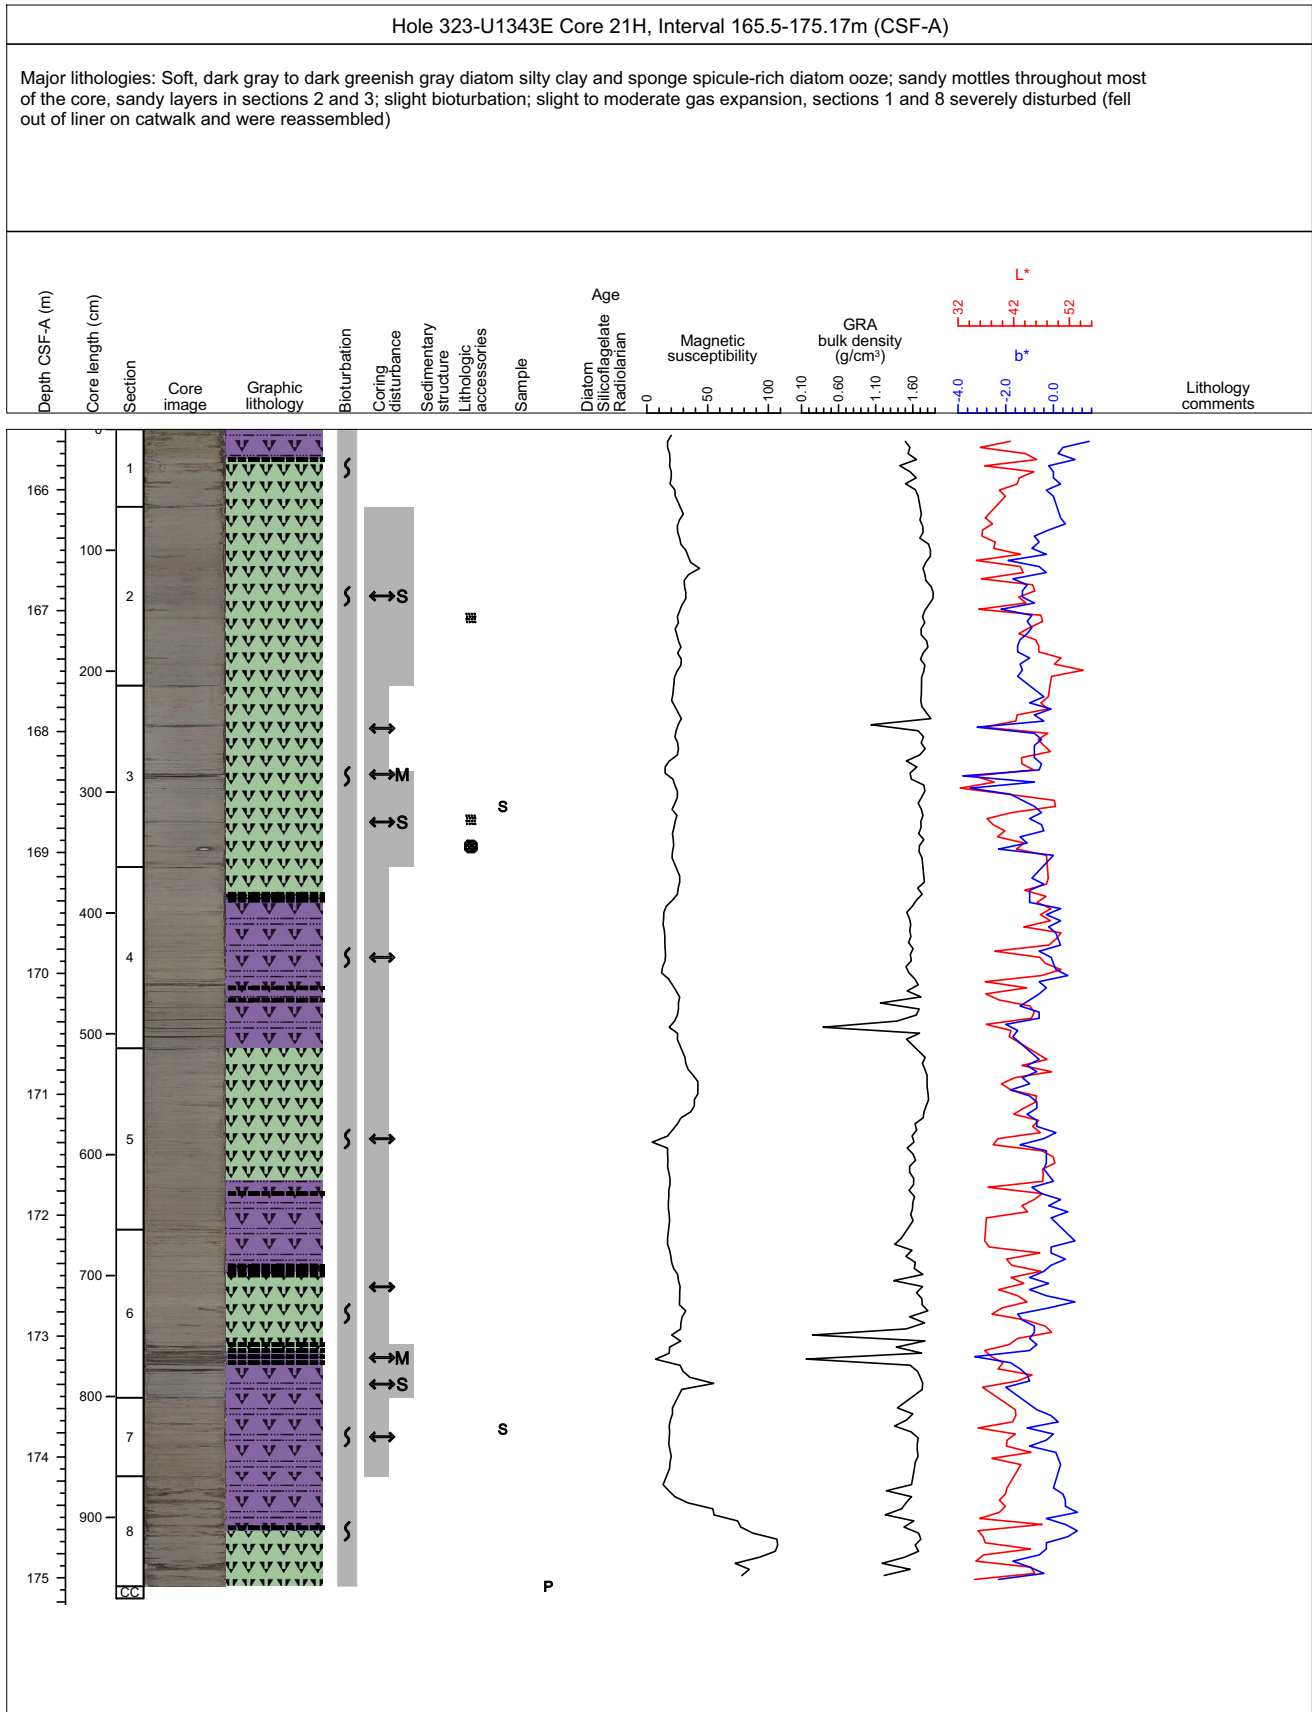 Hole 323-U1343E Core 21H, Interval 165.5-175.17m (CSF-A)
Major lithologies: Soft, dark gray to dark greenish gray diatom silty clay and sponge spicule-rich diatom ooze; sandy mottles throughout most
of the core, sandy layers in sections 2 and 3; slight bioturbation; slight to moderate gas expansion, sections 1 and 8 severely disturbed (fell
out of liner on catwalk and were reassembled)
Depth CSF-A (m)
Core length (cm)
Section
Core
image
Graphic
lithology
Bioturbation
Coring
disturbance
Sedimentary
structure
Lithologic
accessories
Sample
Age
Diatom
Silicoflagelate
Radiolarian
Magnetic
susceptibility
0 50 100
GRA
bulk density
(g/cm³)
0.10 0.60 1.10 1.60
L*
32 42 52
b*
-4.0 -2.0 0.0
Lithology
comments
0
1
166
100
2
S
167
200
168
3
M
300
S
S
169
400
4
170
500
171
5
600
172
700
6
173
M
S
800
S
7
174
900
8
175
P
CC